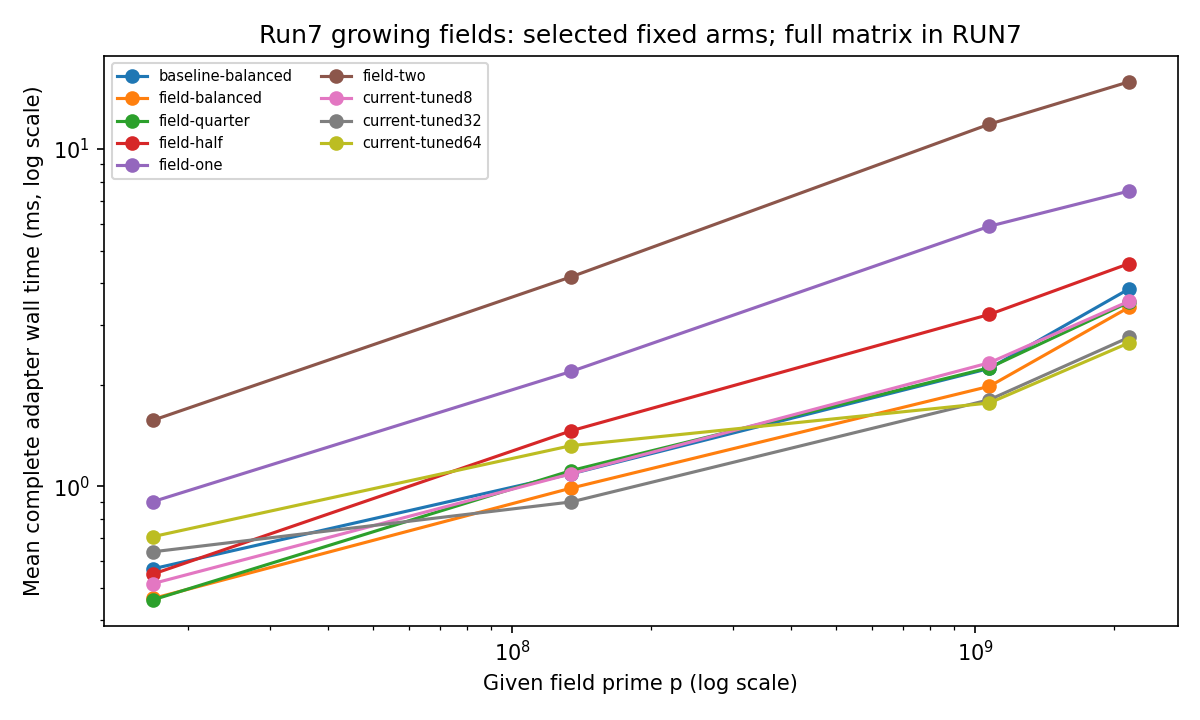 Run7 growing fields: selected fixed arms; full matrix in RUN7
baseline-balanced
field-balanced
field-quarter
field-half
field-one
field-two
current-tuned8
current-tuned32
current-tuned64
Mean complete adapter wall time (ms, log scale)
10¹
10⁰
10⁸
10⁹
Given field prime p (log scale)